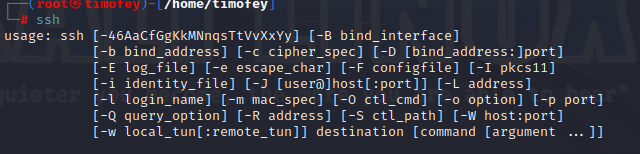 (root㉿timofey)-[/home/timofey]
# ssh
usage: ssh [-46AaCfGgKkMNnqsTtVvXxYy] [-B bind_interface]
[-b bind_address] [-c cipher_spec] [-D [bind_address:]port]
[-E log_file] [-e escape_char] [-F configfile] [-I pkcs11]
[-i identity_file] [-J [user@]host[:port]] [-L address]
[-l login_name] [-m mac_spec] [-O ctl_cmd] [-o option] [-p port]
[-Q query_option] [-R address] [-S ctl_path] [-W host:port]
[-w local_tun[:remote_tun]] destination [command [argument ...]]